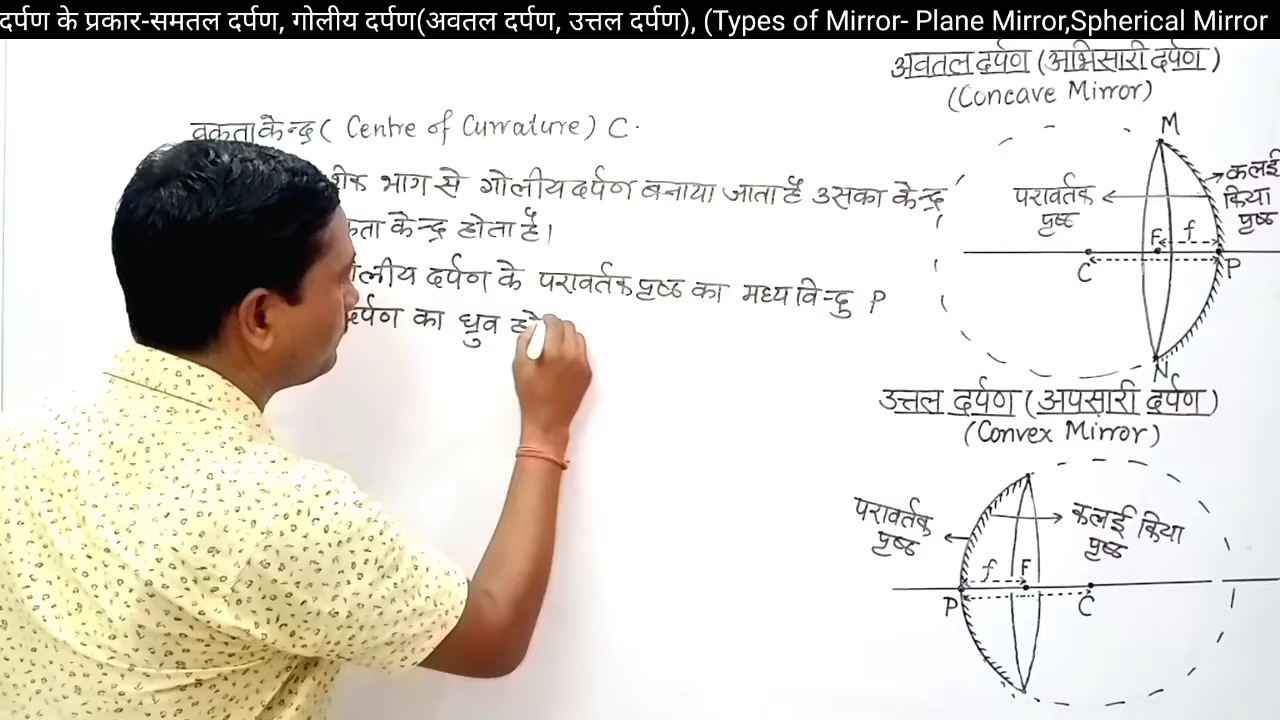 दर्पण के प्रकार-समतल दर्पण, गोलीय दर्पण(अवतल दर्पण, उत्तल दर्पण), (Types of Mirror- Plane Mirror,Spherical Mirror
वक्रता केन्द्र ( Centre of Curvature ) C.
भाग से गोलीय दर्पण बनाया जाता है उसका केन्द्र
केन्द्र होता है।
दर्पण के परावर्तक पृष्ठ का मध्य विन्दु P
दर्पण का ध्रुव
अवतल दर्पण (अभिसारी दर्पण)
(Concave Mirror)
M
कलई
किया
पृष्ठ
परावर्तक
पृष्ठ
F f
C P
N
उत्तल दर्पण (अपसारी दर्पण)
(Convex Mirror)
परावर्तक
पृष्ठ
कलई किया
पृष्ठ
f F
P C